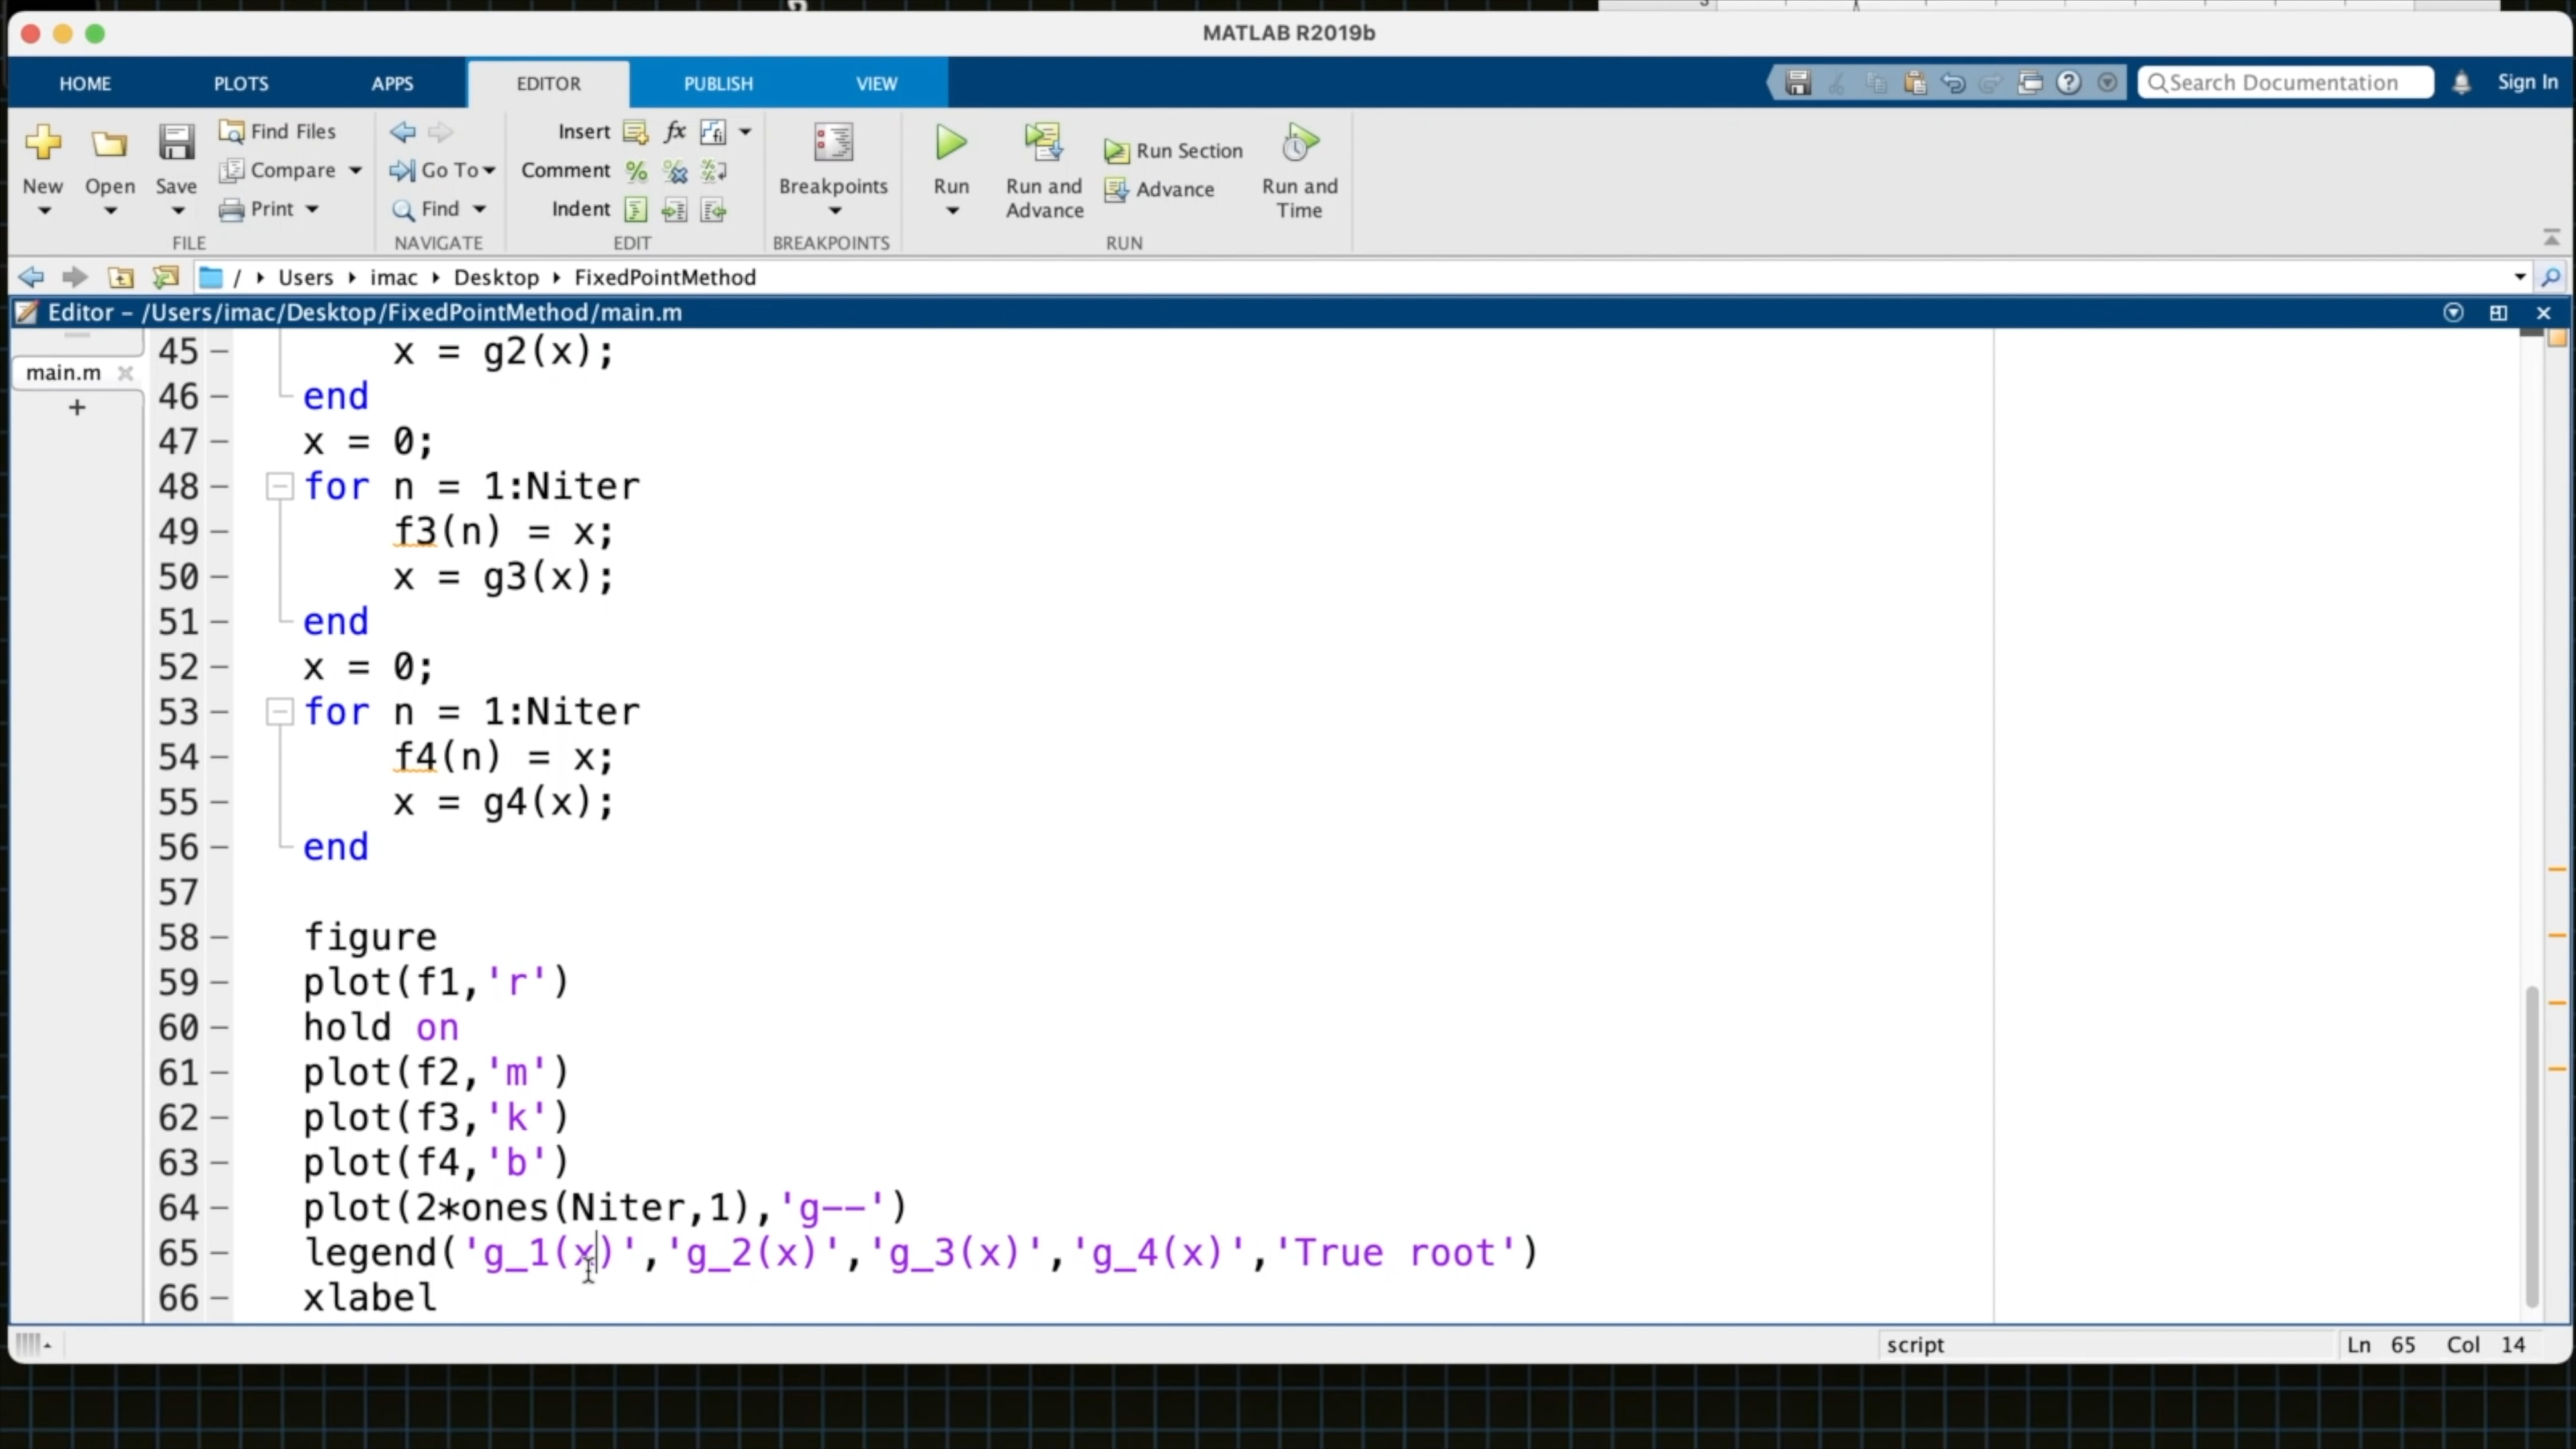 MATLAB R2019b
HOME PLOTS APPS EDITOR PUBLISH VIEW Search Documentation Sign In
New Open Save Find Files Compare Print
FILE
Go To Find
NAVIGATE
Insert fx fi
Comment % % %
Indent
EDIT
Breakpoints
BREAKPOINTS
Run Run and Advance Run Section Advance Run and Time
RUN
/ Users imac Desktop FixedPointMethod
Editor – /Users/imac/Desktop/FixedPointMethod/main.m
main.m
+
45 – x = g2(x);
46 – end
47 – x = 0;
48 – for n = 1:Niter
49 – f3(n) = x;
50 – x = g3(x);
51 – end
52 – x = 0;
53 – for n = 1:Niter
54 – f4(n) = x;
55 – x = g4(x);
56 – end
57
58 – figure
59 – plot(f1,'r')
60 – hold on
61 – plot(f2,'m')
62 – plot(f3,'k')
63 – plot(f4,'b')
64 – plot(2*ones(Niter,1),'g--')
65 – legend('g_1(x)','g_2(x)','g_3(x)','g_4(x)','True root')
66 – xlabel
script Ln 65 Col 14